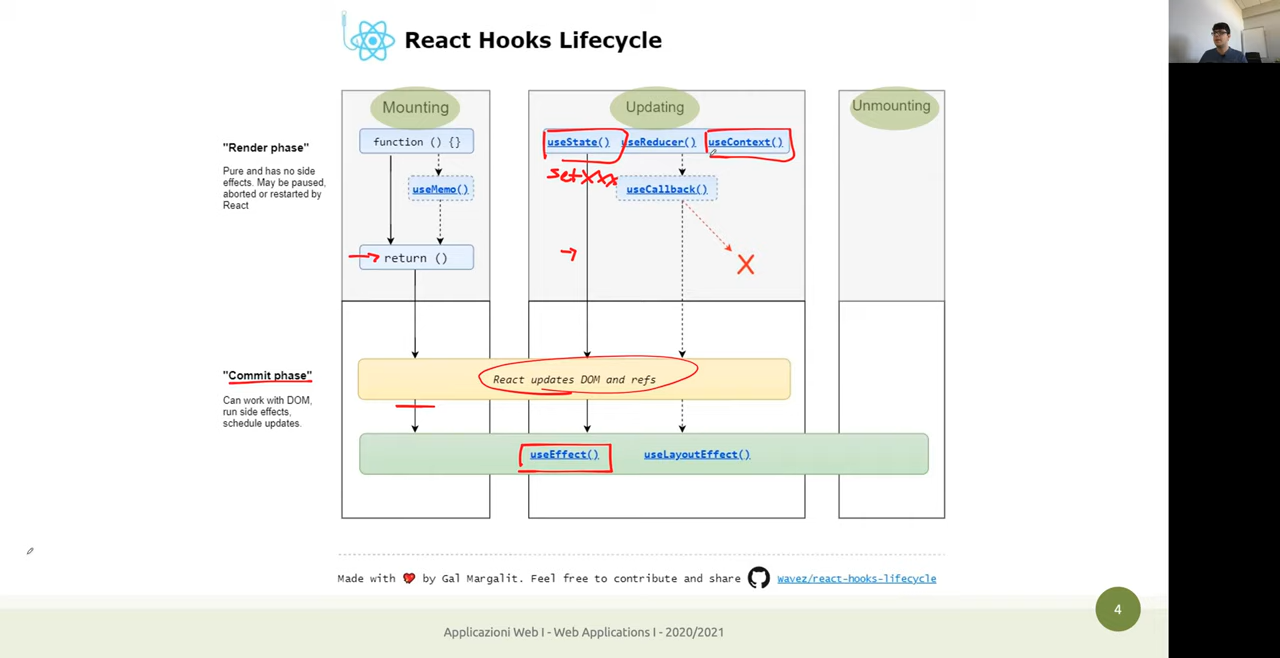 React Hooks Lifecycle
Mounting
Updating
Unmounting
"Render phase"
Pure and has no side
effects. May be paused,
aborted or restarted by
React
function () {}
useMemo()
return ()
useState()
useReducer()
useContext()
setXXX
useCallback()
X
"Commit phase"
Can work with DOM,
run side effects,
schedule updates.
React updates DOM and refs
useEffect()
useLayoutEffect()
Made with ❤ by Gal Margalit. Feel free to contribute and share wavez/react-hooks-lifecycle
4
Applicazioni Web I - Web Applications I - 2020/2021